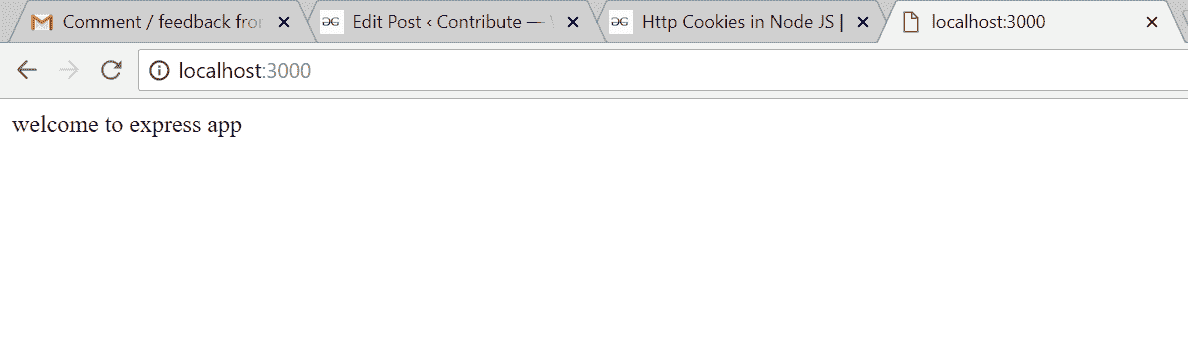 Comment / feedback fro
Edit Post ‹ Contribute —
Http Cookies in Node JS |
localhost:3000
localhost:3000
welcome to express app